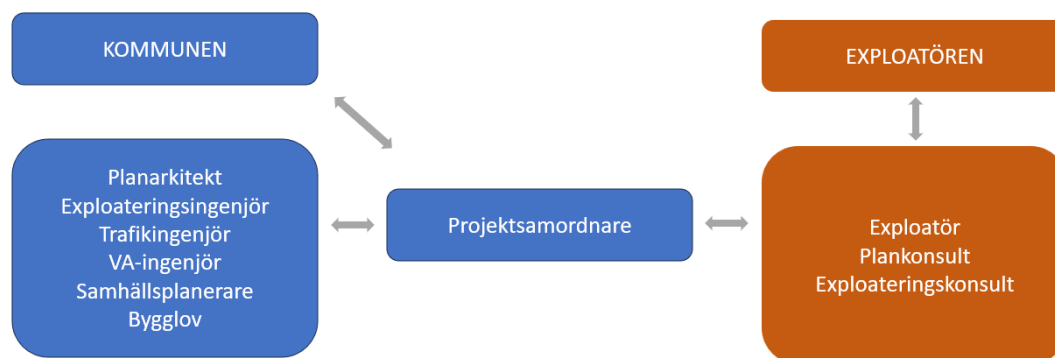 KOMMUNEN
EXPLOATÖREN
Planarkitekt
Exploateringsingenjör
Trafikingenjör
VA-ingenjör
Samhällsplanerare
Bygglov
Projektsamordnare
Exploatör
Plankonsult
Exploateringskonsult